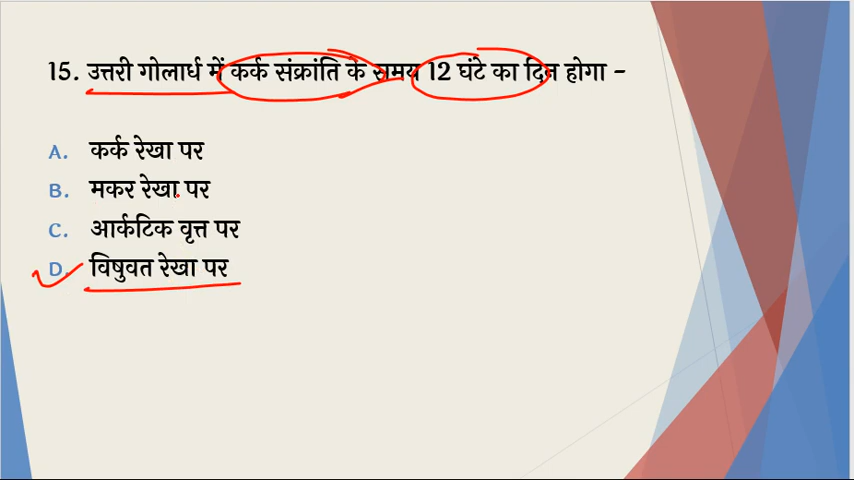 15. उत्तरी गोलार्ध में कर्क संक्रांति के समय 12 घंटे का दिन होगा –
A. कर्क रेखा पर
B. मकर रेखा पर
C. आर्कटिक वृत्त पर
D. विषुवत रेखा पर